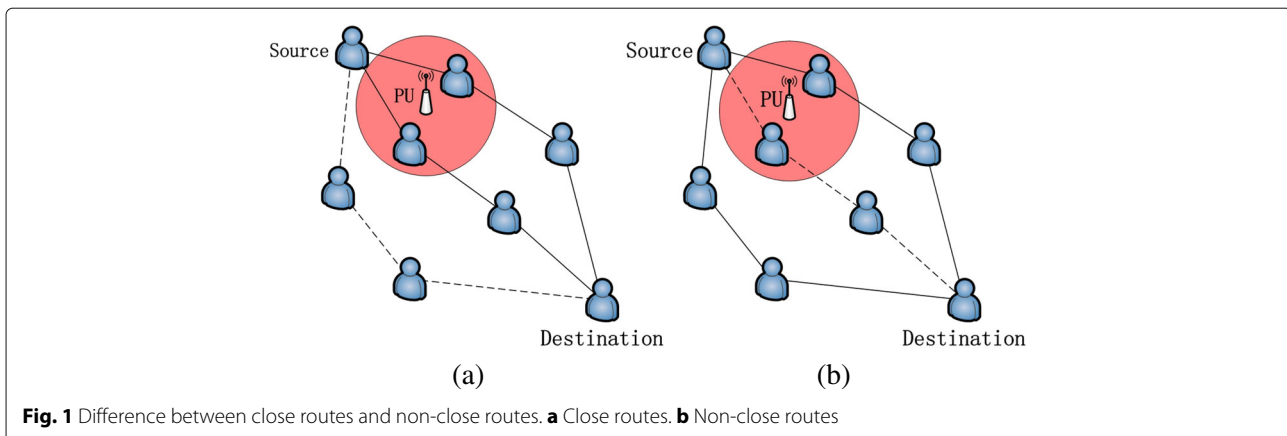 Source
PU
Destination
(a)
Source
PU
Destination
(b)
Fig. 1 Difference between close routes and non-close routes. a Close routes. b Non-close routes